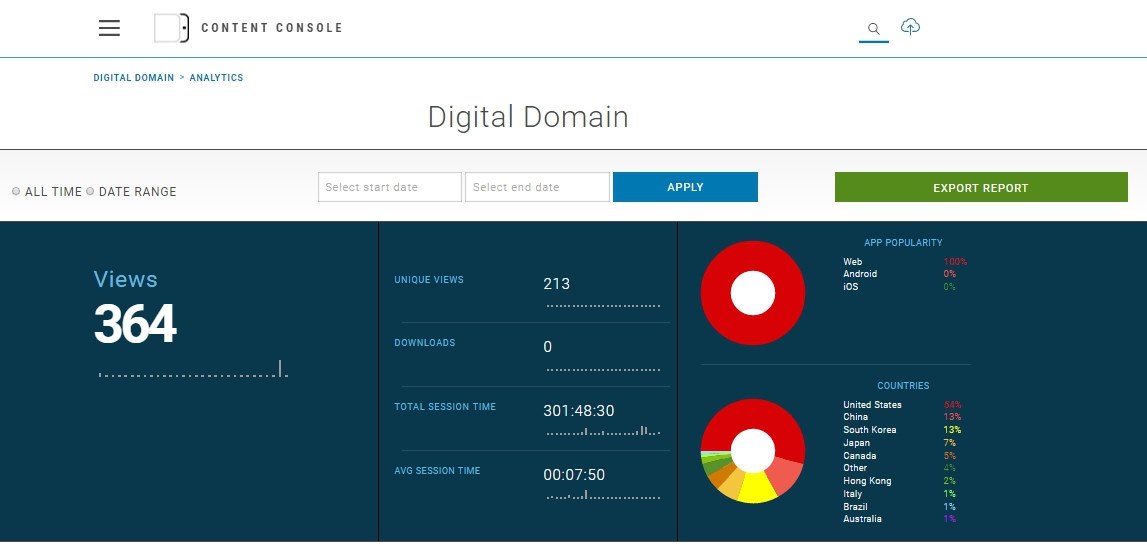 CONTENT CONSOLE
DIGITAL DOMAIN > ANALYTICS
Digital Domain
ALL TIME DATE RANGE
Select start date
Select end date
APPLY
EXPORT REPORT
Views
364
UNIQUE VIEWS 213
DOWNLOADS 0
TOTAL SESSION TIME 301:48:30
AVG SESSION TIME 00:07:50
APP POPULARITY
Web 100%
Android 0%
iOS 0%
COUNTRIES
United States 54%
China 13%
South Korea 13%
Japan 7%
Canada 5%
Other 4%
Hong Kong 2%
Italy 1%
Brazil 1%
Australia 1%